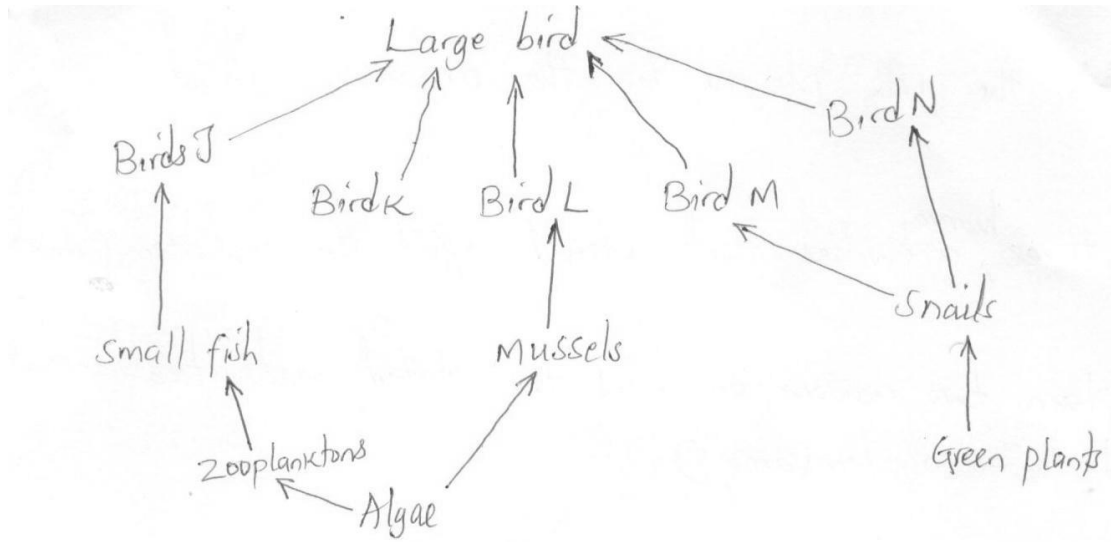 Large bird
Bird N
Birds J
Bird K
Bird L
Bird M
Snails
Small fish
Mussels
Zooplanktons
Green plants
Algae